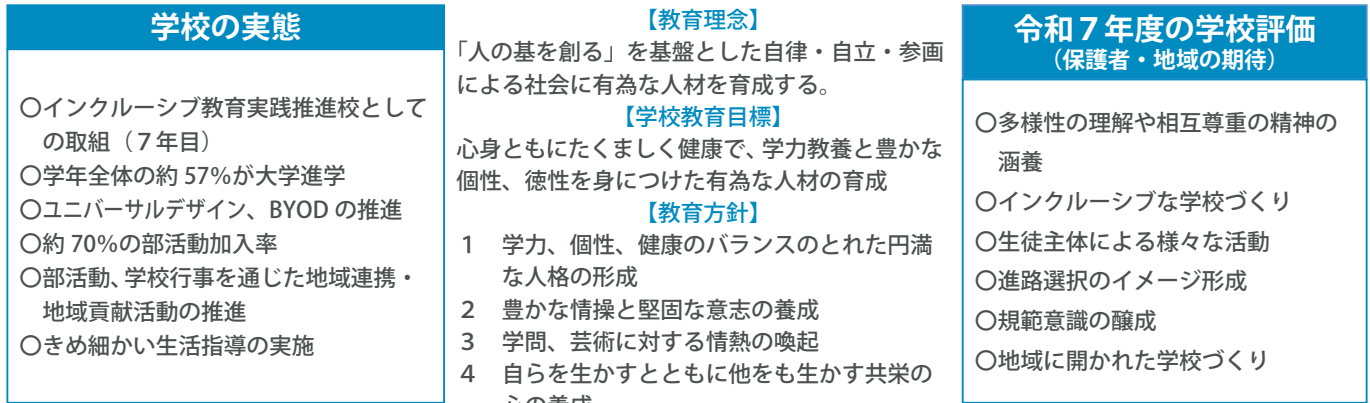 学校の実態
〇インクルーシブ教育実践推進校として
の取組（７年目）
〇学年全体の約 57%が大学進学
〇ユニバーサルデザイン、BYOD の推進
〇約 70%の部活動加入率
〇部活動、学校行事を通じた地域連携・
地域貢献活動の推進
〇きめ細かい生活指導の実施
【教育理念】
「人の基を創る」を基盤とした自律・自立・参画
による社会に有為な人材を育成する。
【学校教育目標】
心身ともにたくましく健康で、学力教養と豊かな
個性、徳性を身につけた有為な人材の育成
【教育方針】
１　学力、個性、健康のバランスのとれた円満
な人格の形成
２　豊かな情操と堅固な意志の養成
３　学問、芸術に対する情熱の喚起
４　自らを生かすとともに他をも生かす共栄の
令和７年度の学校評価
（保護者・地域の期待）
〇多様性の理解や相互尊重の精神の
涵養
〇インクルーシブな学校づくり
〇生徒主体による様々な活動
〇進路選択のイメージ形成
〇規範意識の醸成
〇地域に開かれた学校づくり